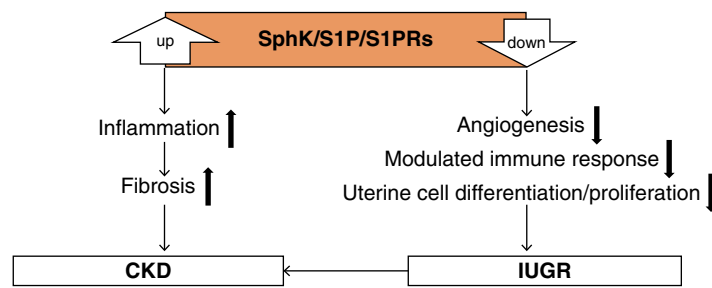 up
SphK/S1P/S1PRs
down
Inflammation
Fibrosis
Angiogenesis
Modulated immune response
Uterine cell differentiation/proliferation
CKD
IUGR